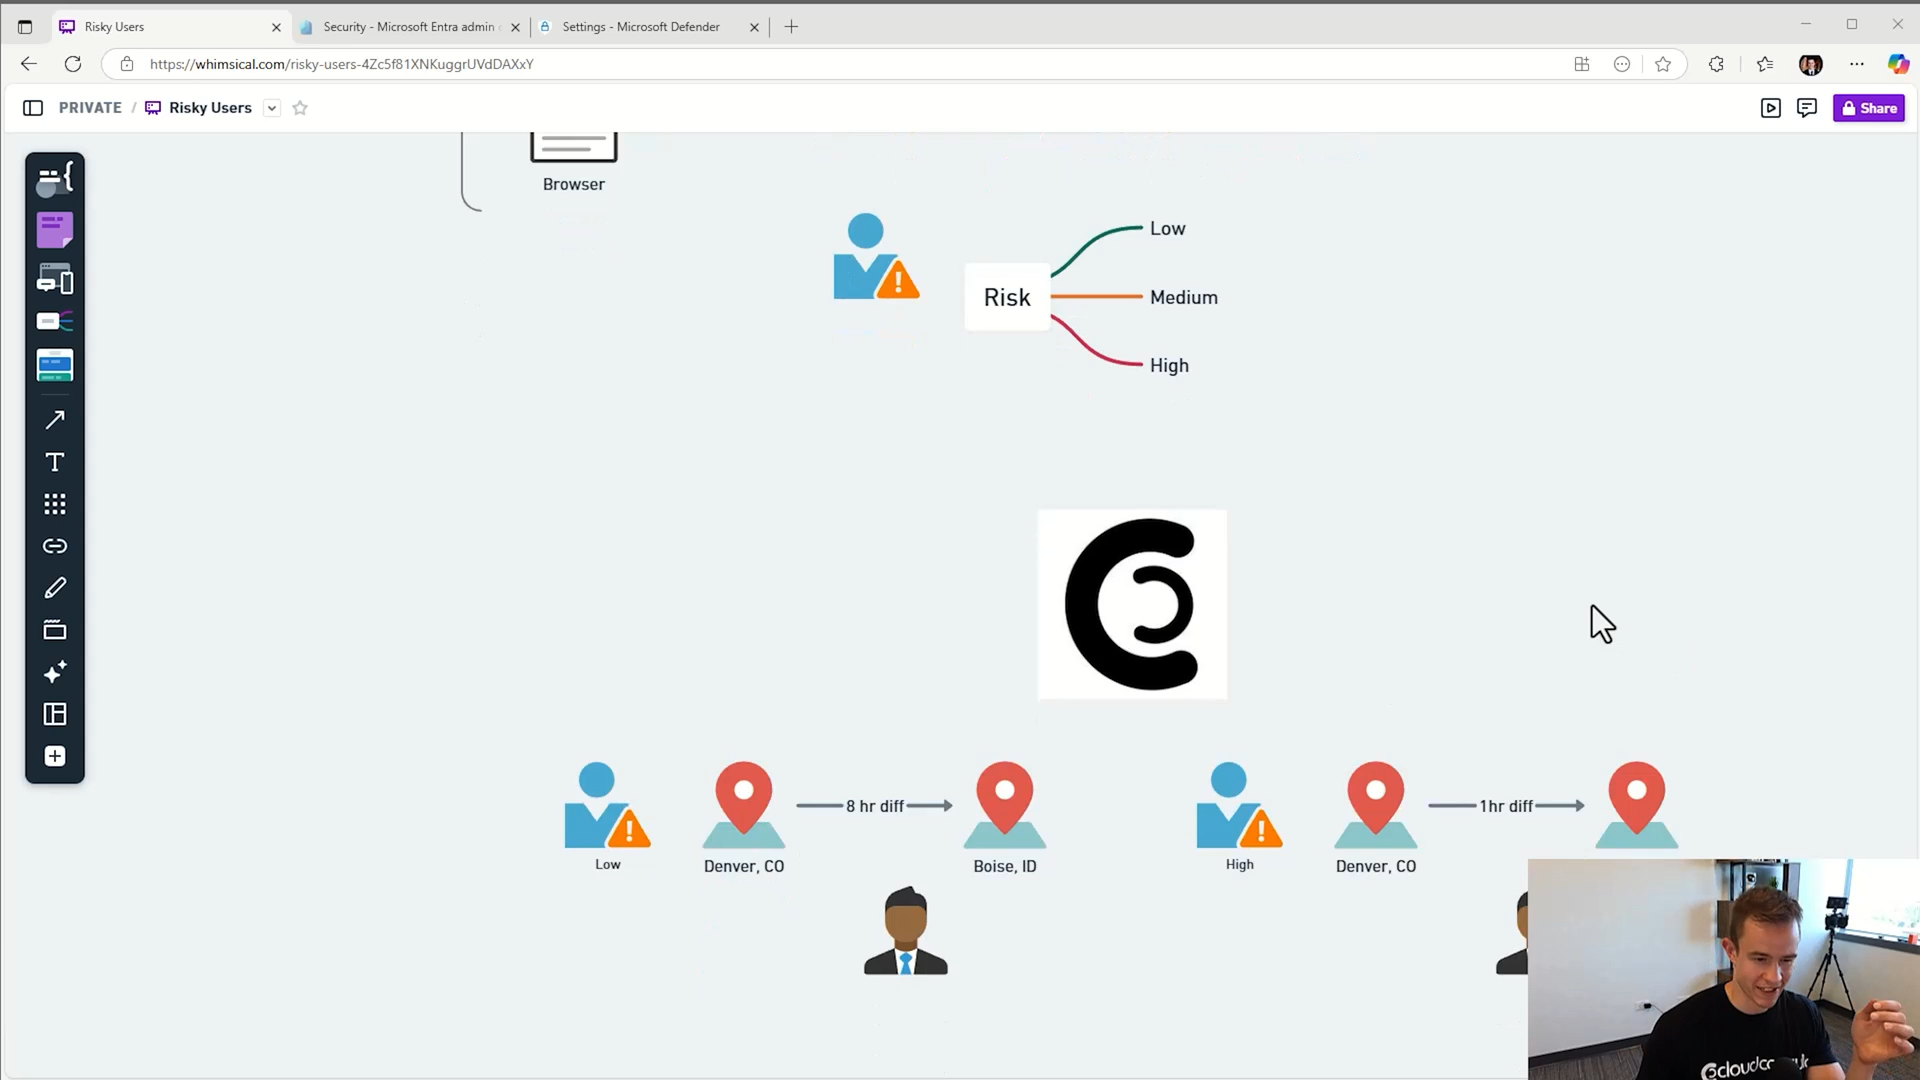 Risky Users
Security - Microsoft Entra admin
Settings - Microsoft Defender
https://whimsical.com/risky-users-4Zc5f81XNKuggrUVdDAXxY
PRIVATE / Risky Users
Share
Browser
Risk
Low
Medium
High
8 hr diff
1hr diff
Low
Denver, CO
Boise, ID
High
Denver, CO